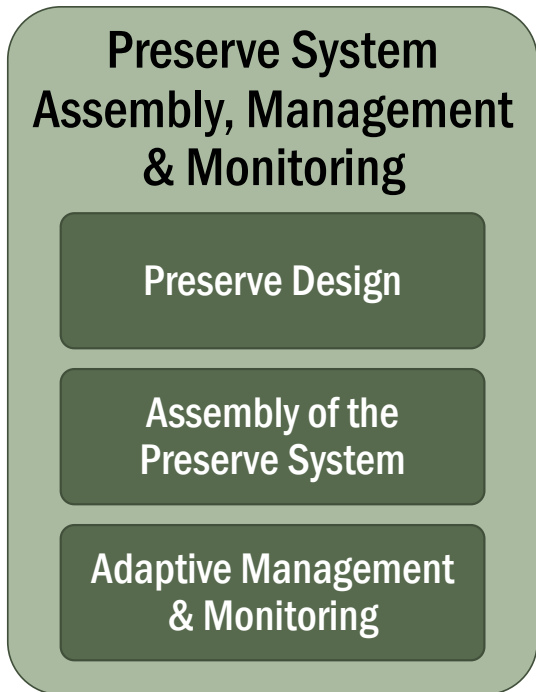 Preserve System
Assembly, Management
& Monitoring
Preserve Design
Assembly of the
Preserve System
Adaptive Management
& Monitoring